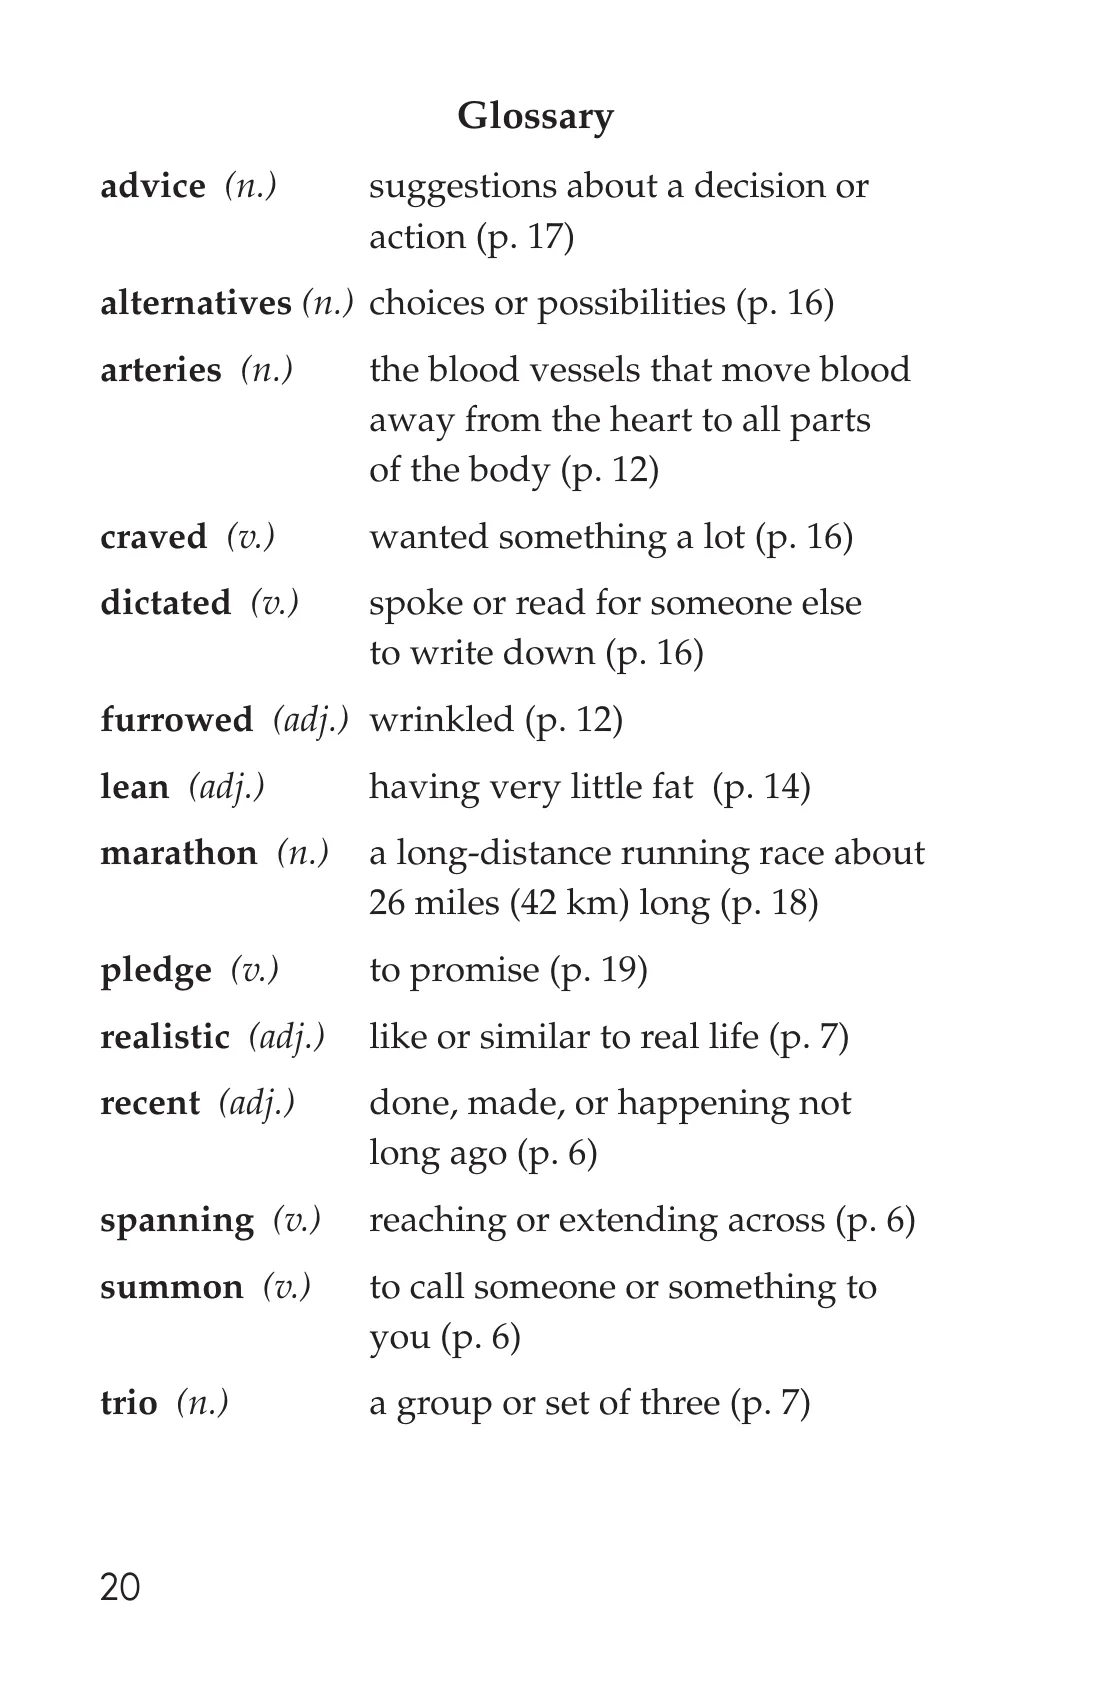 Glossary
advice (n.) suggestions about a decision or
action (p. 17)
alternatives (n.) choices or possibilities (p. 16)
arteries (n.) the blood vessels that move blood
away from the heart to all parts
of the body (p. 12)
craved (v.) wanted something a lot (p. 16)
dictated (v.) spoke or read for someone else
to write down (p. 16)
furrowed (adj.) wrinkled (p. 12)
lean (adj.) having very little fat (p. 14)
marathon (n.) a long-distance running race about
26 miles (42 km) long (p. 18)
pledge (v.) to promise (p. 19)
realistic (adj.) like or similar to real life (p. 7)
recent (adj.) done, made, or happening not
long ago (p. 6)
spanning (v.) reaching or extending across (p. 6)
summon (v.) to call someone or something to
you (p. 6)
trio (n.) a group or set of three (p. 7)
20